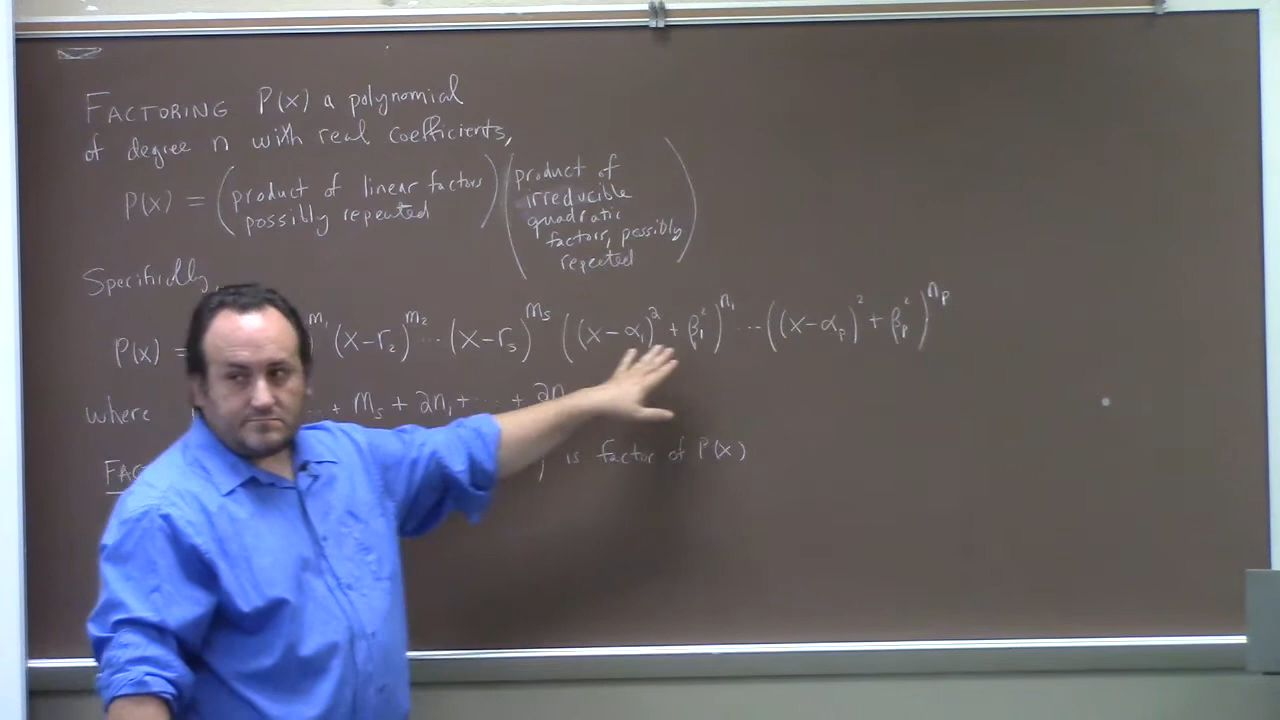 FACTORING P(x) a polynomial
of degree n with real coefficients,
P(x) = (product of linear factors possibly repeated) (product of irreducible quadratic factors, possibly repeated)
Specifically,
P(x) = m₁ (x-r₂)^m₂ ... (x-r_s)^m_s ((x-α₁)²+β₁²)^n₁ ... ((x-α_p)²+β_p²)^n_p
where ... + m_s + 2n₁ + ... + 2n
FAC is factor of P(x)